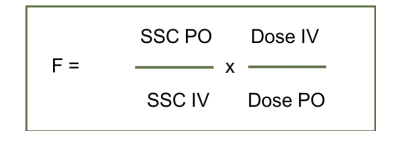 SSC PO Dose IV
F = x
SSC IV Dose PO